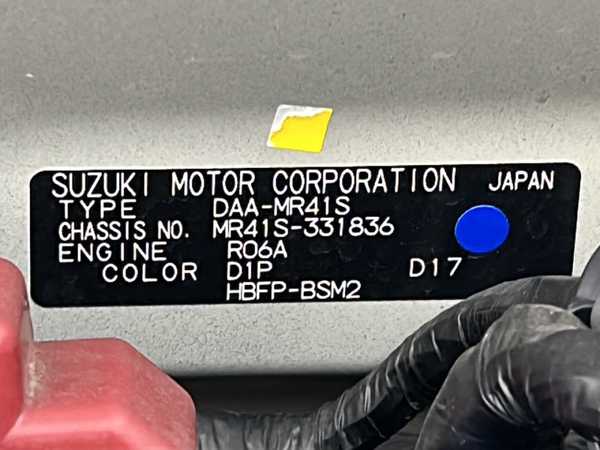 SUZUKI MOTOR CORPORATION JAPAN
TYPE DAA-MR41S
CHASSIS NO. MR41S-331836
ENGINE R06A
COLOR D1P D17
HBFP-BSM2